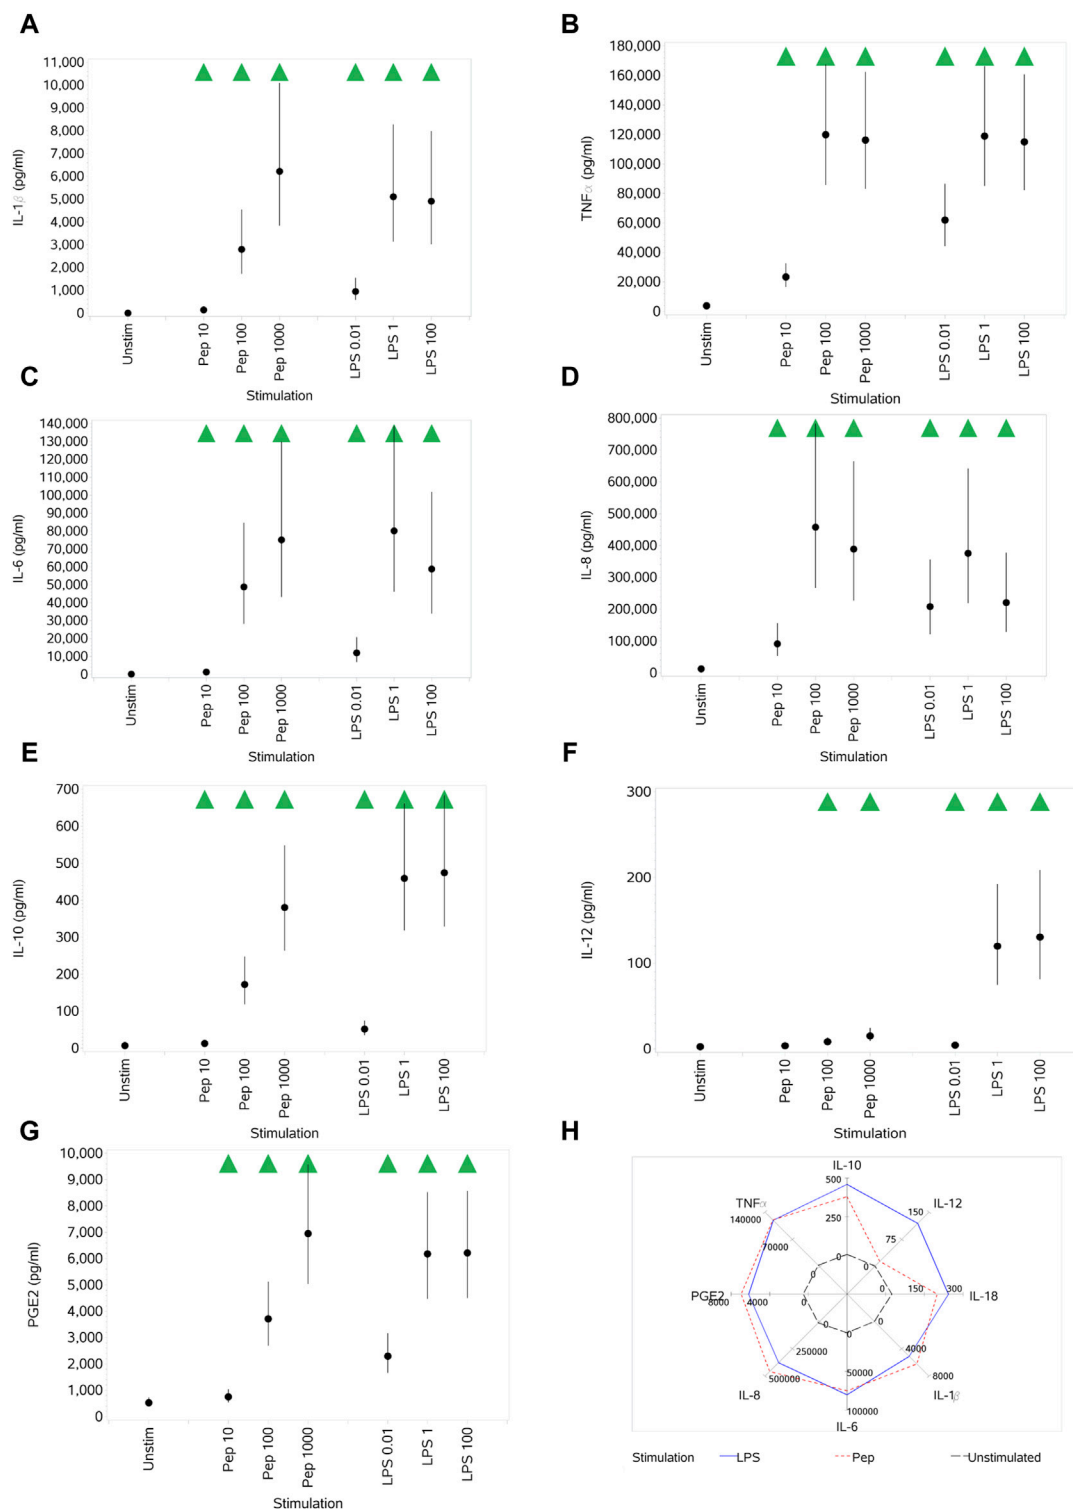 A
IL-1β (pg/ml)
11,000
10,000
9,000
8,000
7,000
6,000
5,000
4,000
3,000
2,000
1,000
0
Unstim
Pep 10
Pep 100
Pep 1000
LPS 0.01
LPS 1
LPS 100
Stimulation
B
TNFα (pg/ml)
180,000
160,000
140,000
120,000
100,000
80,000
60,000
40,000
20,000
0
Unstim
Pep 10
Pep 100
Pep 1000
LPS 0.01
LPS 1
LPS 100
Stimulation
C
IL-6 (pg/ml)
140,000
130,000
120,000
110,000
100,000
90,000
80,000
70,000
60,000
50,000
40,000
30,000
20,000
10,000
0
Unstim
Pep 10
Pep 100
Pep 1000
LPS 0.01
LPS 1
LPS 100
Stimulation
D
IL-8 (pg/ml)
800,000
700,000
600,000
500,000
400,000
300,000
200,000
100,000
0
Unstim
Pep 10
Pep 100
Pep 1000
LPS 0.01
LPS 1
LPS 100
Stimulation
E
IL-10 (pg/ml)
700
600
500
400
300
200
100
0
Unstim
Pep 10
Pep 100
Pep 1000
LPS 0.01
LPS 1
LPS 100
Stimulation
F
IL-12 (pg/ml)
300
200
100
0
Unstim
Pep 10
Pep 100
Pep 1000
LPS 0.01
LPS 1
LPS 100
Stimulation
G
PGE2 (pg/ml)
10,000
9,000
8,000
7,000
6,000
5,000
4,000
3,000
2,000
1,000
0
Unstim
Pep 10
Pep 100
Pep 1000
LPS 0.01
LPS 1
LPS 100
Stimulation
H
IL-10
500
250
0
IL-12
150
75
0
IL-18
300
150
0
IL-1β
8000
4000
0
IL-6
100000
50000
0
IL-8
500000
250000
0
PGE2
8000
4000
0
TNFα
140000
70000
0
Stimulation LPS Pep Unstimulated